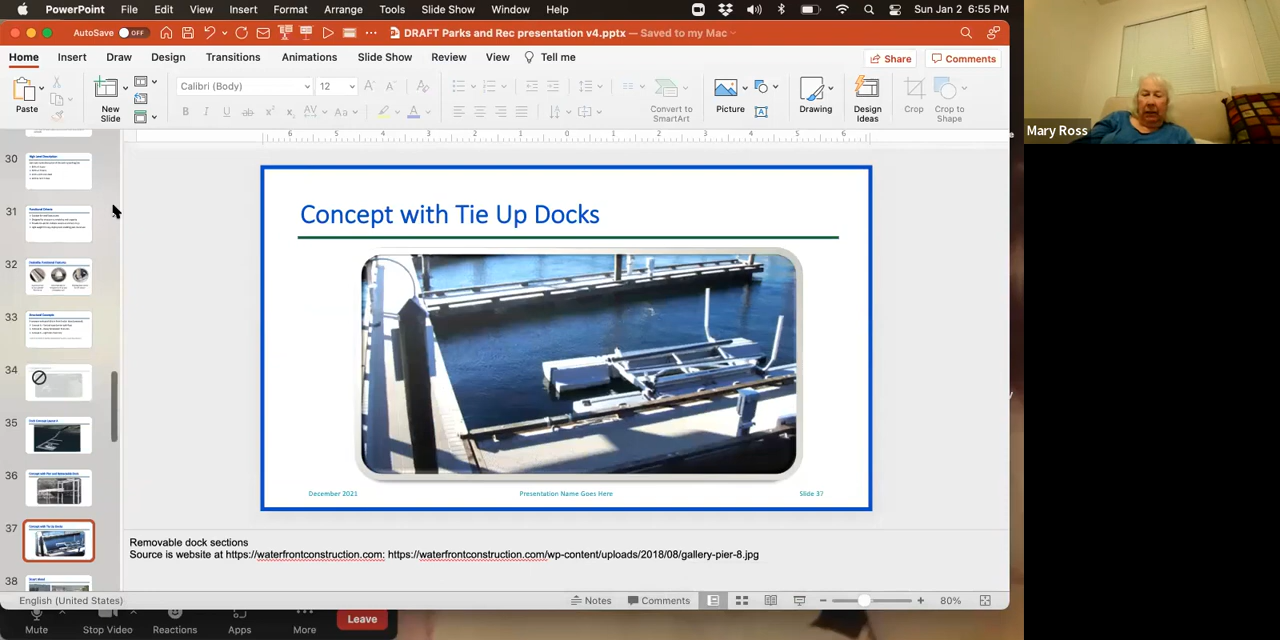 PowerPoint File Edit View Insert Format Arrange Tools Slide Show Window Help Sun Jan 2 6:55 PM
AutoSave OFF DRAFT Parks and Rec presentation v4.pptx — Saved to my Mac
Home Insert Draw Design Transitions Animations Slide Show Review View Tell me Share Comments
Paste New Slide Calibri (Body) 12 Convert to SmartArt Picture Drawing Design Ideas Crop Crop to Shape
Mary Ross
30
31
32
33
34
35
36
37
38
Concept with Tie Up Docks
December 2021 Presentation Name Goes Here Slide 37
Removable dock sections
Source is website at https://waterfrontconstruction.com: https://waterfrontconstruction.com/wp-content/uploads/2018/08/gallery-pier-8.jpg
English (United States) Notes Comments 80%
Mute Stop Video Reactions Apps More Leave